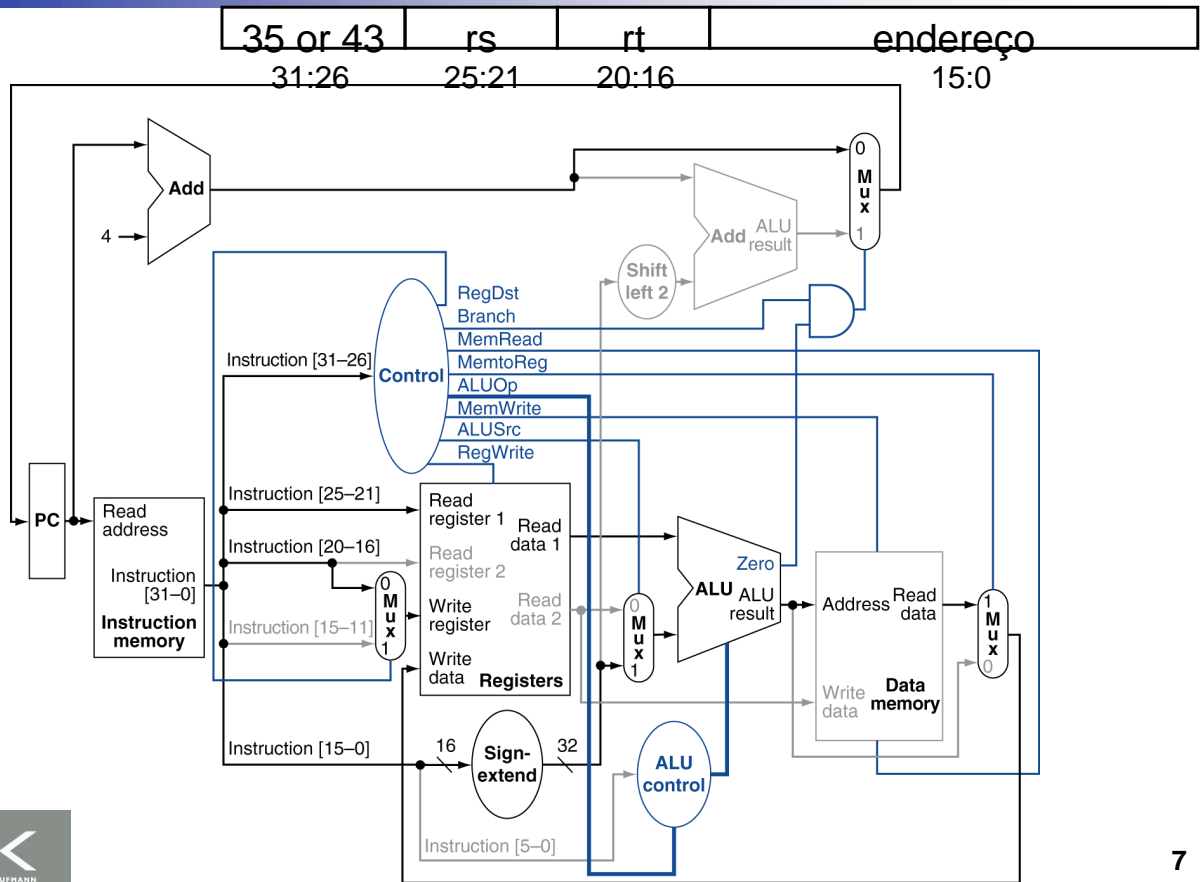 35 or 43 rs rt endereço
31:26 25:21 20:16 15:0
Add
4
0
Mux
1
Add ALU result
Shift left 2
RegDst
Branch
MemRead
MemtoReg
ALUOp
MemWrite
ALUSrc
RegWrite
Control
Instruction [31–26]
Instruction [25–21]
Instruction [20–16]
Instruction [15–11]
Instruction [15–0]
Instruction [5–0]
PC
Read address
Instruction [31–0]
Instruction memory
0
Mux
1
Read register 1
Read register 2
Write register
Write data
Read data 1
Read data 2
Registers
16
Sign-extend
32
0
Mux
1
Zero
ALU
ALU result
ALU control
Address
Read data
Write data
Data memory
1
Mux
0
7